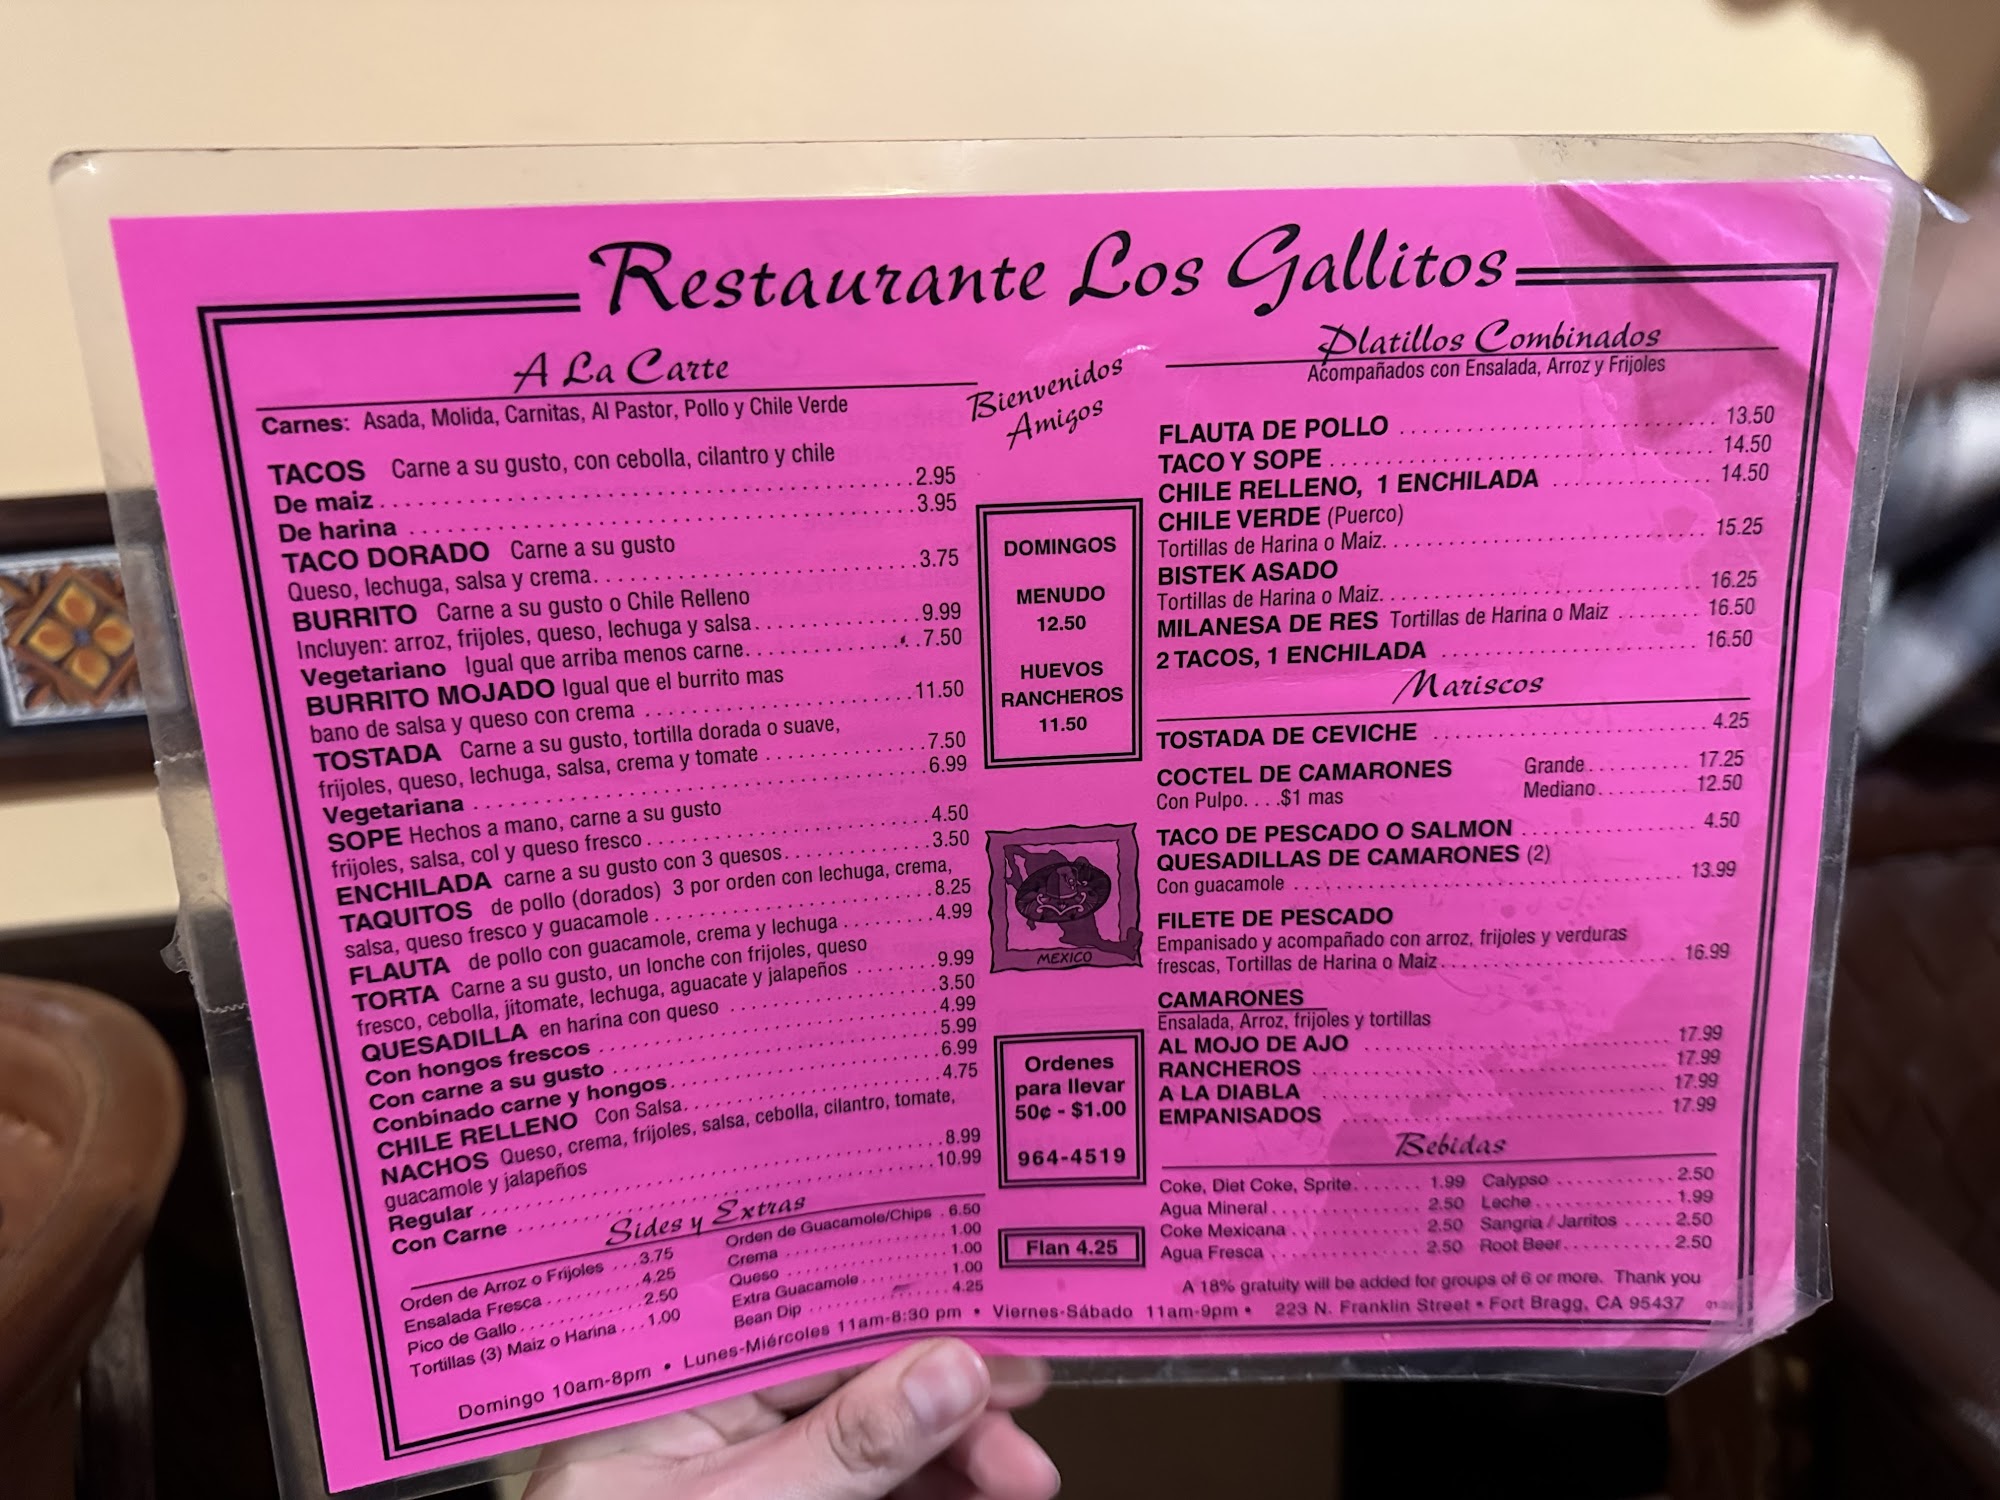 Restaurante Los Gallitos
A La Carte
Carnes: Asada, Molida, Carnitas, Al Pastor, Pollo y Chile Verde
TACOS Carne a su gusto, con cebolla, cilantro y chile
De maiz 2.95
De harina 3.95
TACO DORADO Carne a su gusto
Queso, lechuga, salsa y crema 3.75
BURRITO Carne a su gusto o Chile Relleno
Incluyen: arroz, frijoles, queso, lechuga y salsa 9.99
Vegetariano Igual que arriba menos carne 7.50
BURRITO MOJADO Igual que el burrito mas
bano de salsa y queso con crema 11.50
TOSTADA Carne a su gusto, tortilla dorada o suave,
frijoles, queso, lechuga, salsa, crema y tomate 7.50
Vegetariana 6.99
SOPE Hechos a mano, carne a su gusto
frijoles, salsa, col y queso fresco 4.50
ENCHILADA carne a su gusto con 3 quesos 3.50
TAQUITOS de pollo (dorados) 3 por orden con lechuga, crema,
salsa, queso fresco y guacamole 8.25
FLAUTA de pollo con guacamole, crema y lechuga 4.99
TORTA Carne a su gusto, un lonche con frijoles, queso
fresco, cebolla, jitomate, lechuga, aguacate y jalapeños 9.99
QUESADILLA en harina con queso 3.50
Con hongos frescos 4.99
Con carne a su gusto 5.99
Conbinado carne y hongos 6.99
CHILE RELLENO Con Salsa 4.75
NACHOS Queso, crema, frijoles, salsa, cebolla, cilantro, tomate,
guacamole y jalapeños
Regular 8.99
Con Carne 10.99
Sides y Extras
Orden de Arroz o Frijoles 3.75
Ensalada Fresca 4.25
Pico de Gallo 2.50
Tortillas (3) Maiz o Harina 1.00
Orden de Guacamole/Chips 6.50
Crema 1.00
Queso 1.00
Extra Guacamole 1.00
Bean Dip 4.25
Bienvenidos
Amigos
DOMINGOS
MENUDO
12.50
HUEVOS
RANCHEROS
11.50
MEXICO
Ordenes
para llevar
50¢ - $1.00
964-4519
Flan 4.25
Platillos Combinados
Acompañados con Ensalada, Arroz y Frijoles
FLAUTA DE POLLO 13.50
TACO Y SOPE 14.50
CHILE RELLENO, 1 ENCHILADA 14.50
CHILE VERDE (Puerco)
Tortillas de Harina o Maiz 15.25
BISTEK ASADO
Tortillas de Harina o Maiz 16.25
MILANESA DE RES Tortillas de Harina o Maiz 16.50
2 TACOS, 1 ENCHILADA 16.50
Mariscos
TOSTADA DE CEVICHE 4.25
COCTEL DE CAMARONES Grande 17.25
Con Pulpo. . . .$1 mas Mediano 12.50
TACO DE PESCADO O SALMON 4.50
QUESADILLAS DE CAMARONES (2)
Con guacamole 13.99
FILETE DE PESCADO
Empanisado y acompañado con arroz, frijoles y verduras
frescas, Tortillas de Harina o Maiz 16.99
CAMARONES
Ensalada, Arroz, frijoles y tortillas
AL MOJO DE AJO 17.99
RANCHEROS 17.99
A LA DIABLA 17.99
EMPANISADOS 17.99
Bebidas
Coke, Diet Coke, Sprite 1.99 Calypso 2.50
Agua Mineral 2.50 Leche 1.99
Coke Mexicana 2.50 Sangria / Jarritos 2.50
Agua Fresca 2.50 Root Beer 2.50
A 18% gratuity will be added for groups of 6 or more. Thank you
Domingo 10am-8pm • Lunes-Miércoles 11am-8:30 pm • Viernes-Sábado 11am-9pm • 223 N. Franklin Street • Fort Bragg, CA 95437